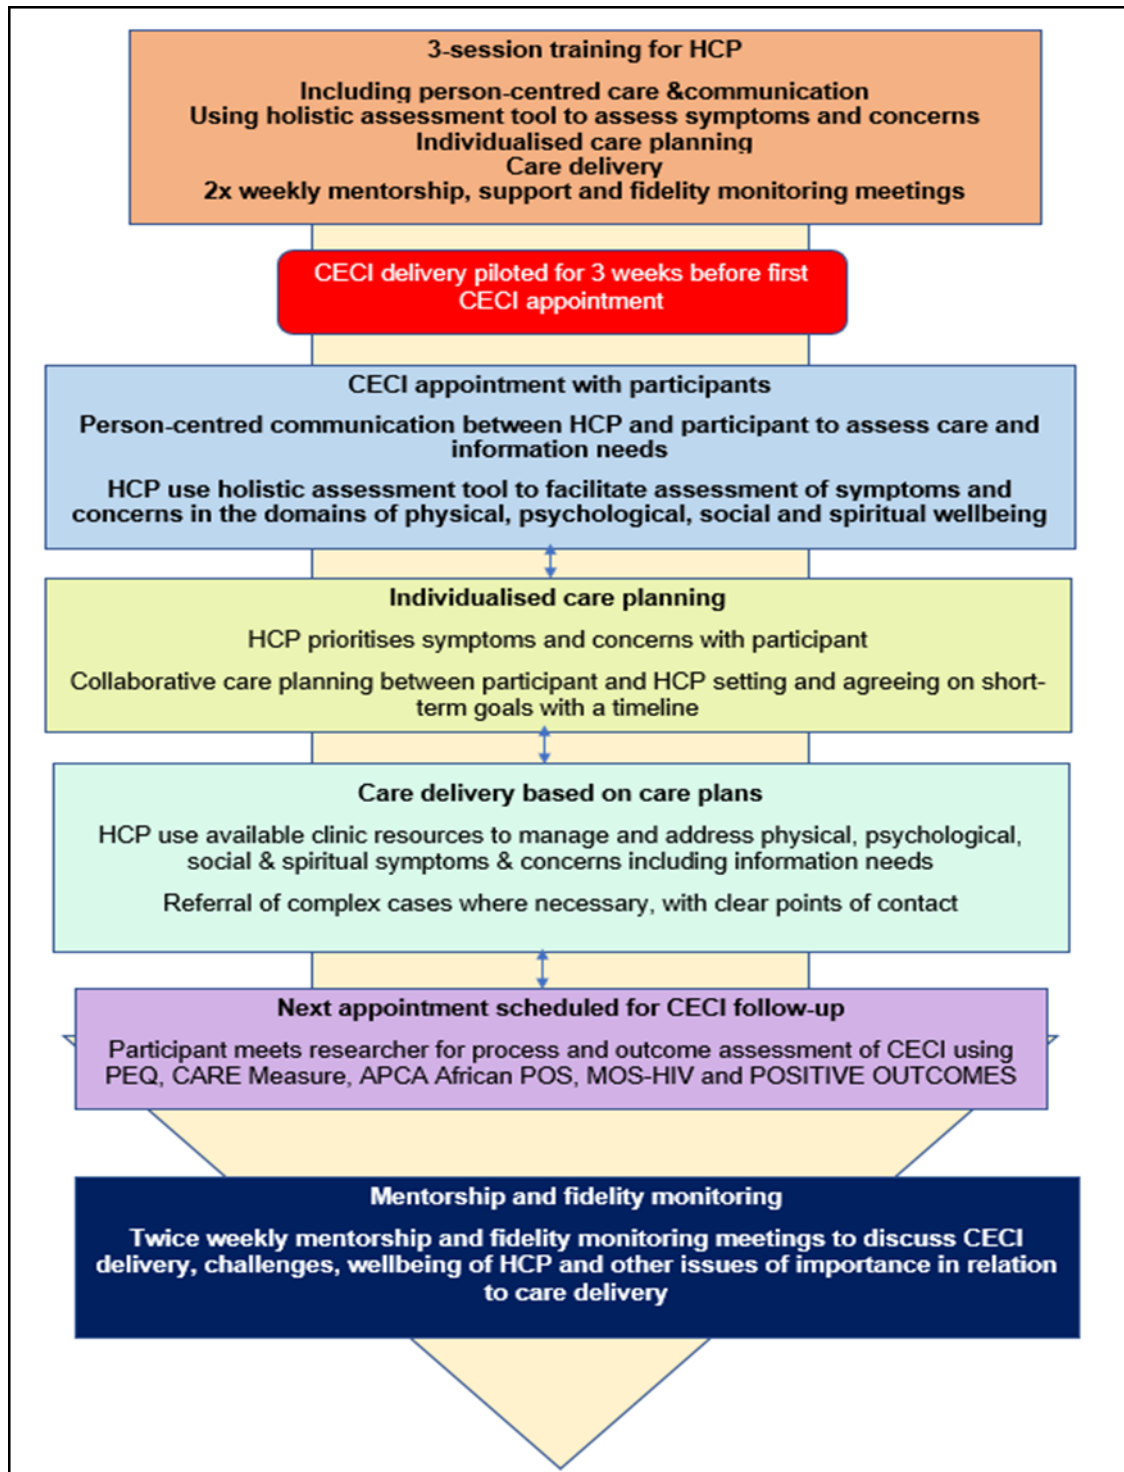 3-session training for HCP
Including person-centred care &communication
Using holistic assessment tool to assess symptoms and concerns
Individualised care planning
Care delivery
2x weekly mentorship, support and fidelity monitoring meetings
CECI delivery piloted for 3 weeks before first
CECI appointment
CECI appointment with participants
Person-centred communication between HCP and participant to assess care and
information needs
HCP use holistic assessment tool to facilitate assessment of symptoms and
concerns in the domains of physical, psychological, social and spiritual wellbeing
Individualised care planning
HCP prioritises symptoms and concerns with participant
Collaborative care planning between participant and HCP setting and agreeing on short-
term goals with a timeline
Care delivery based on care plans
HCP use available clinic resources to manage and address physical, psychological,
social & spiritual symptoms & concerns including information needs
Referral of complex cases where necessary, with clear points of contact
Next appointment scheduled for CECI follow-up
Participant meets researcher for process and outcome assessment of CECI using
PEQ, CARE Measure, APCA African POS, MOS-HIV and POSITIVE OUTCOMES
Mentorship and fidelity monitoring
Twice weekly mentorship and fidelity monitoring meetings to discuss CECI
delivery, challenges, wellbeing of HCP and other issues of importance in relation
to care delivery